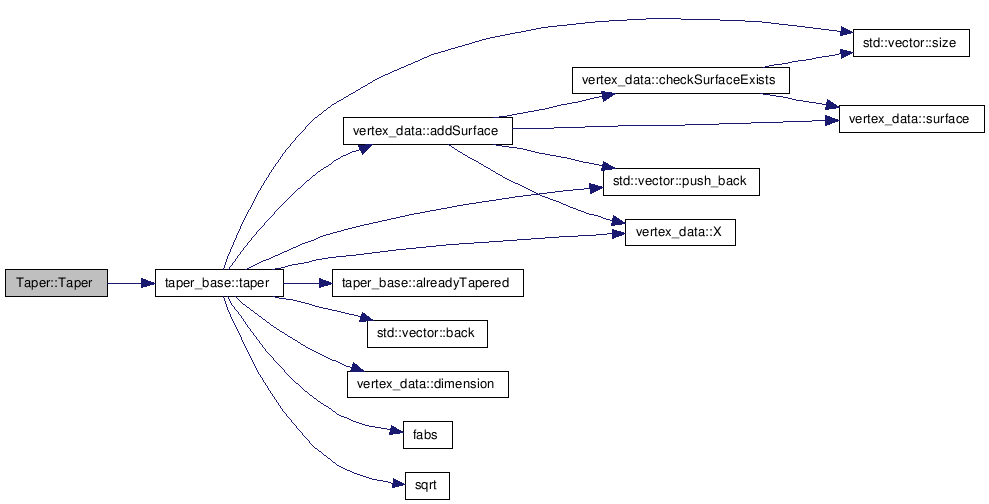 std::vector::size
vertex_data::checkSurfaceExists
vertex_data::surface
vertex_data::addSurface
std::vector::push_back
vertex_data::X
Taper::Taper
taper_base::taper
taper_base::alreadyTapered
std::vector::back
vertex_data::dimension
fabs
sqrt